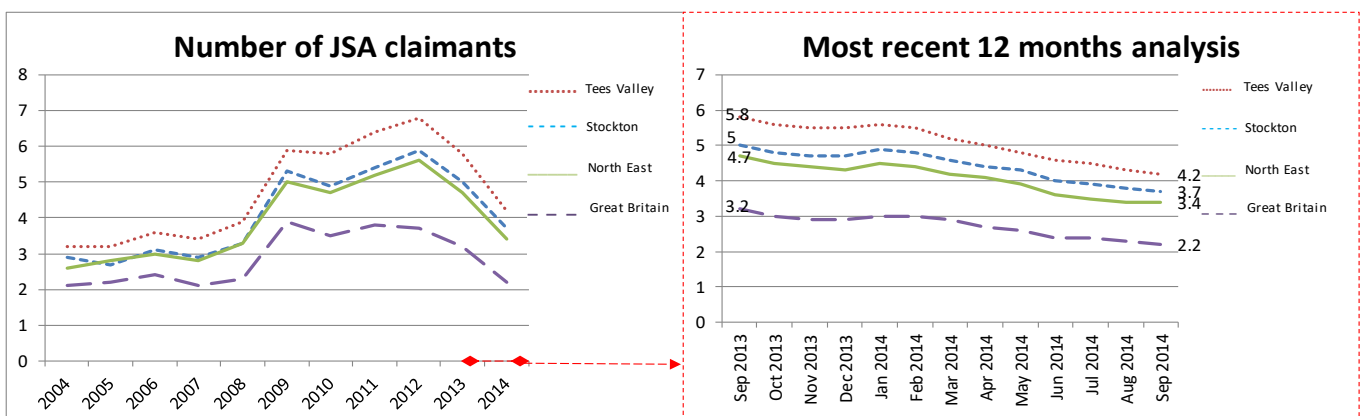 Number of JSA claimants
8
7
6
5
4
3
2
1
0
2004
2005
2006
2007
2008
2009
2010
2011
2012
2013
2014
Tees Valley
Stockton
North East
Great Britain
Most recent 12 months analysis
7
6
5
4
3
2
1
0
5.8
5
4.7
3.2
4.2
3.7
3.4
2.2
Sep 2013
Oct 2013
Nov 2013
Dec 2013
Jan 2014
Feb 2014
Mar 2014
Apr 2014
May 2014
Jun 2014
Jul 2014
Aug 2014
Sep 2014
Tees Valley
Stockton
North East
Great Britain